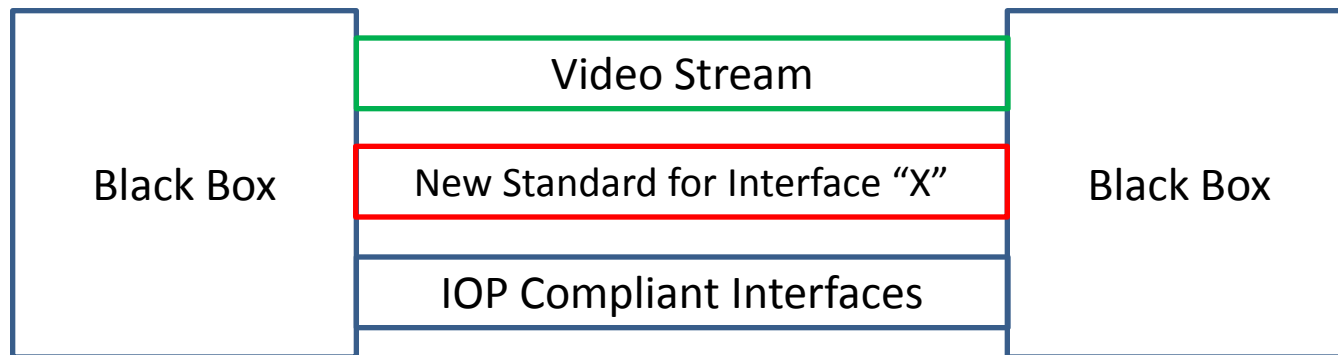 Video Stream
Black Box
New Standard for Interface “X”
Black Box
IOP Compliant Interfaces